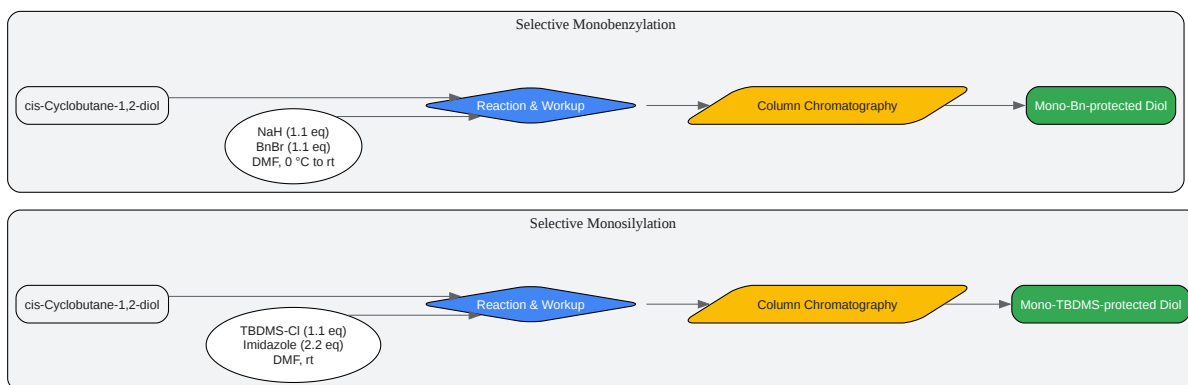 Selective Monobenzylation
cis-Cyclobutane-1,2-diol
NaH (1.1 eq)
BnBr (1.1 eq)
DMF, 0 °C to rt
Reaction & Workup
Column Chromatography
Mono-Bn-protected Diol
Selective Monosilylation
cis-Cyclobutane-1,2-diol
TBDMS-Cl (1.1 eq)
Imidazole (2.2 eq)
DMF, rt
Reaction & Workup
Column Chromatography
Mono-TBDMS-protected Diol